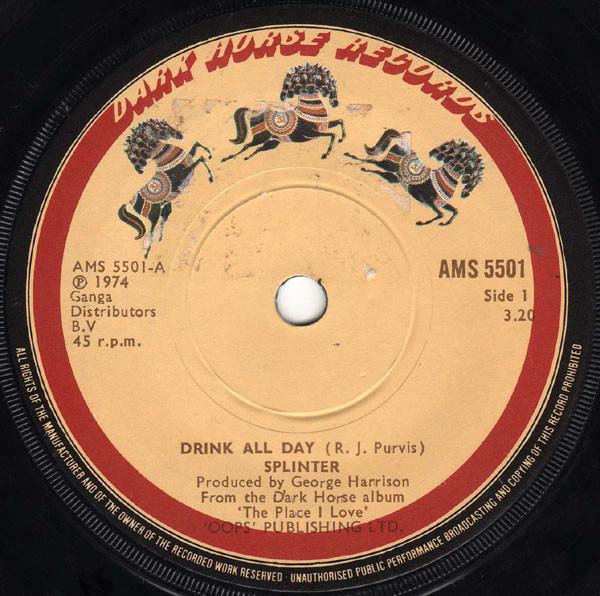 DARK HORSE RECORDS
AMS 5501-A
℗ 1974
Ganga
Distributors
B.V
45 r.p.m.
AMS 5501
Side 1
3.20
DRINK ALL DAY (R. J. Purvis)
SPLINTER
Produced by George Harrison
From the Dark Horse album
'The Place I Love'
'OOPS' PUBLISHING LTD.
ALL RIGHTS OF THE MANUFACTURER AND OF THE OWNER OF THE RECORDED WORK RESERVED · UNAUTHORISED PUBLIC PERFORMANCE BROADCASTING AND COPYING OF THIS RECORD PROHIBITED